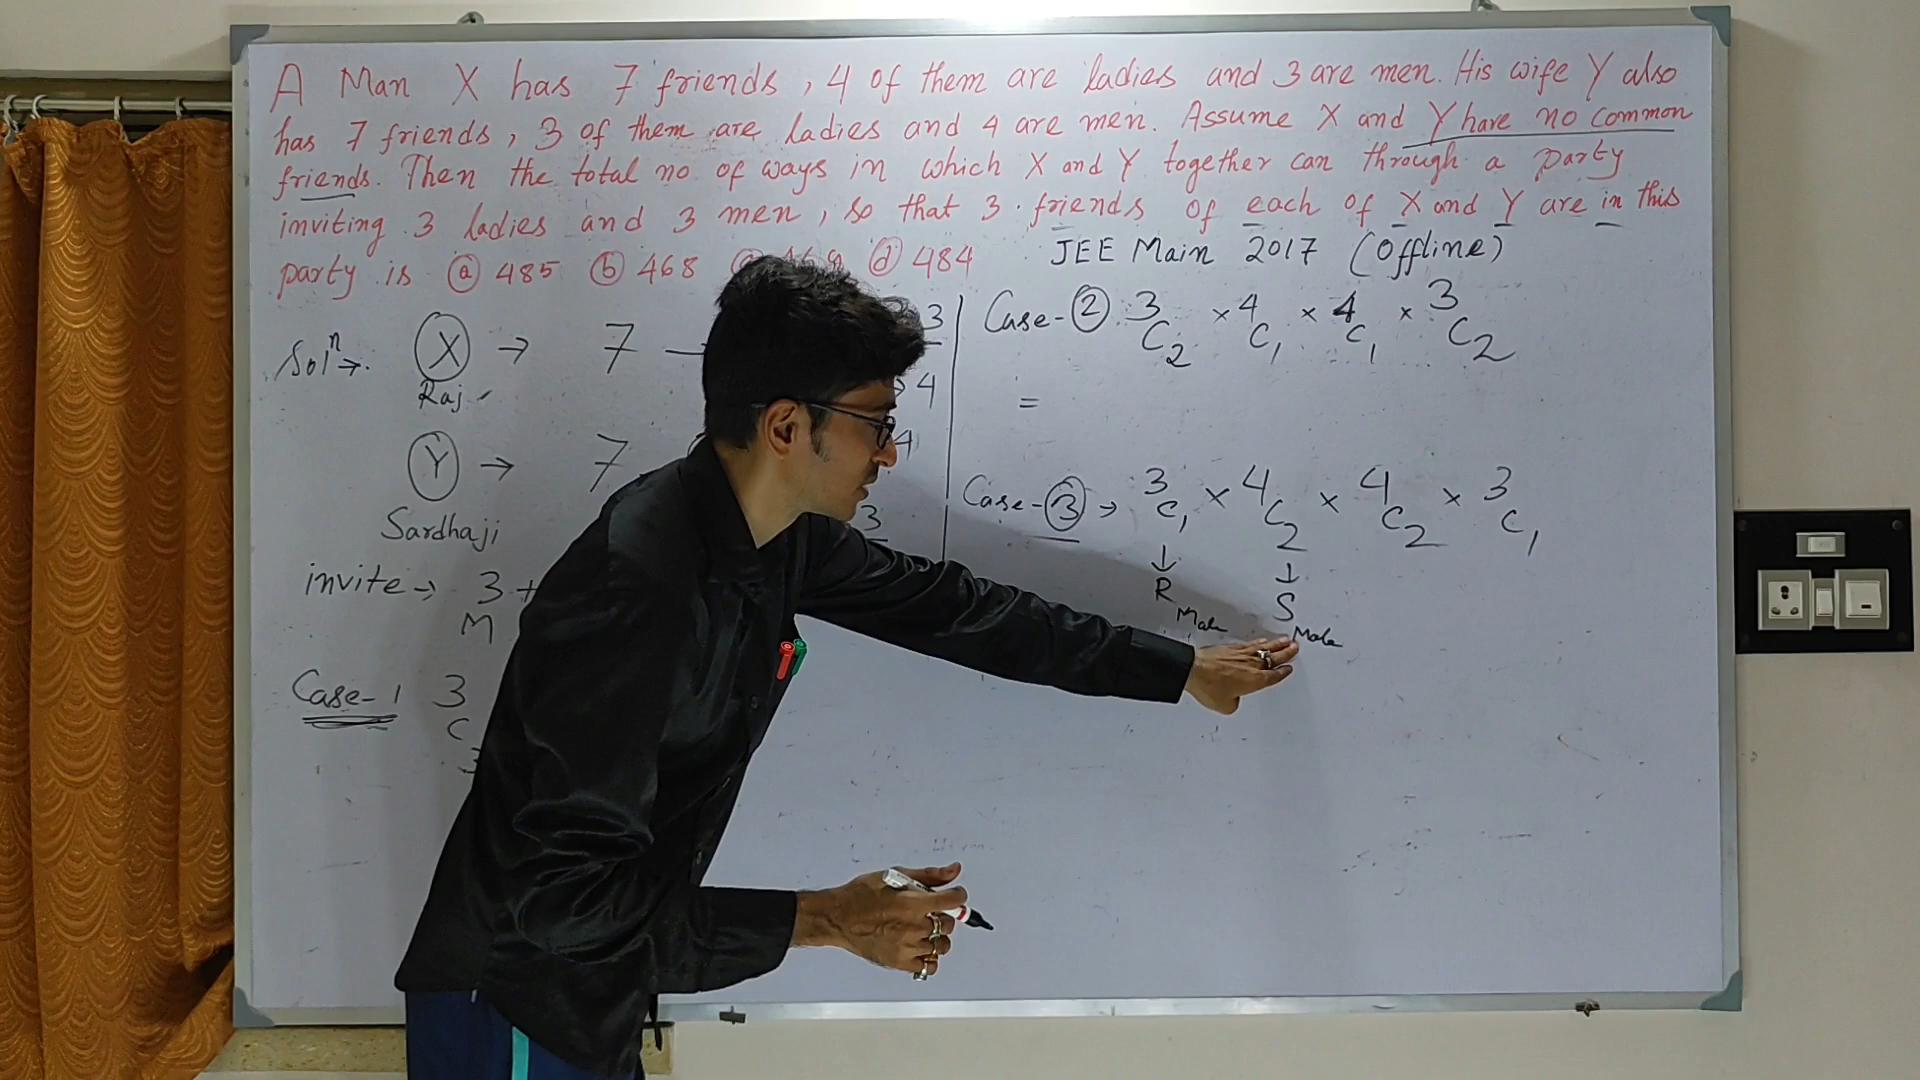 A Man X has 7 friends, 4 of them are ladies and 3 are men. His wife Y also
has 7 friends, 3 of them are ladies and 4 are men. Assume X and Y have no common
friends. Then the total no of ways in which X and Y together can through a party
inviting 3 ladies and 3 men, so that 3 friends of each of X and Y are in this
party is (a) 485 (b) 468 (d) 484 JEE Main 2017 (Offline)
Solⁿ→ X → 7 — 3
Raj → 4
Y → 7 4
Sardhaji 3
invite → 3 +
M
Case-1 3
C
3
Case-② 3C2 × 4C1 × 4C1 × 3C2
=
Case-③ → 3C1 × 4C2 × 4C2 × 3C1
↓ ↓
R Male S Male